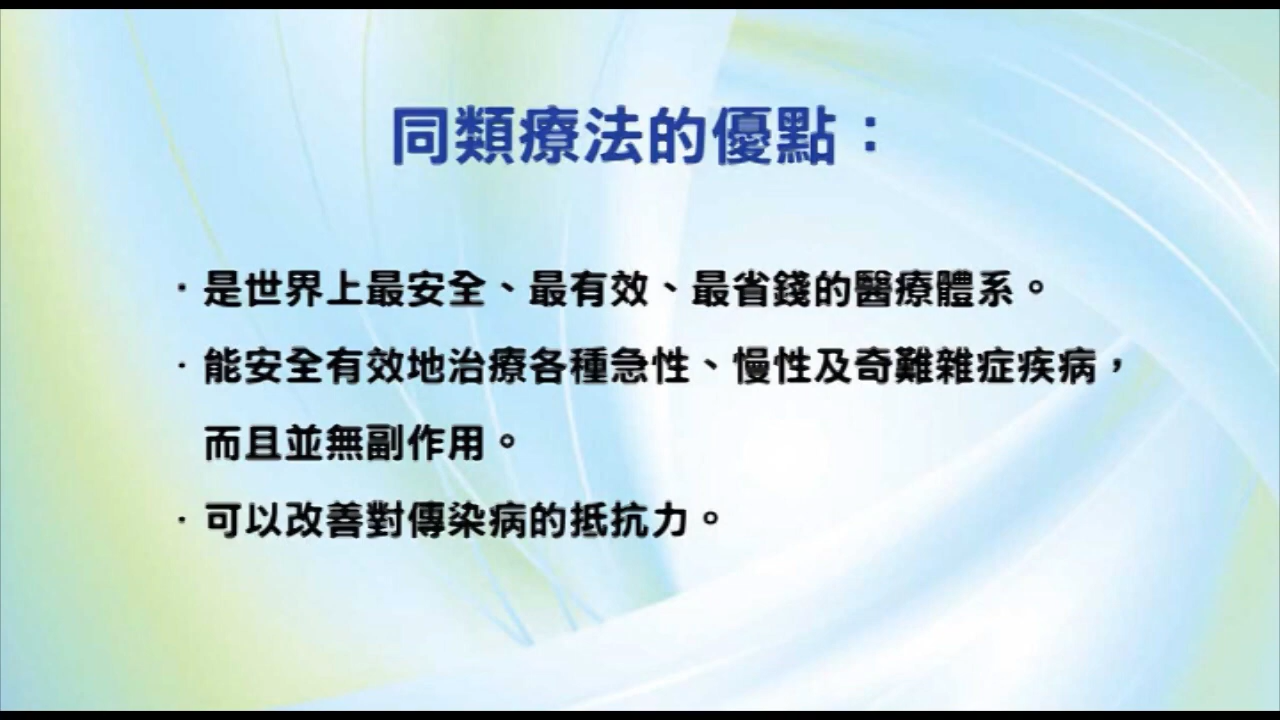 同類療法的優點：
·是世界上最安全、最有效、最省錢的醫療體系。
·能安全有效地治療各種急性、慢性及奇難雜症疾病，
而且並無副作用。
·可以改善對傳染病的抵抗力。